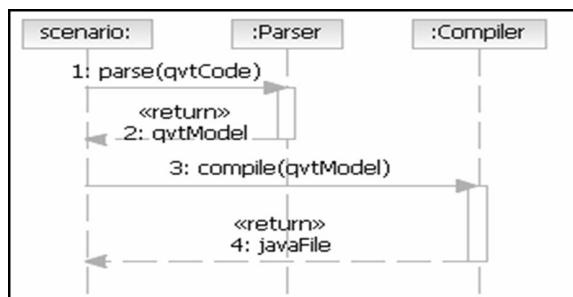 scenario: :Parser :Compiler
1: parse(qvtCode)
«return»
2: qvtModel
3: compile(qvtModel)
«return»
4: javaFile